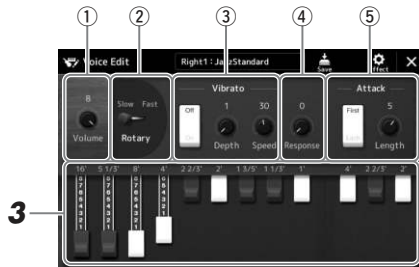 ① ② ③ ④ ⑤
Voice Edit
Right1 : JazzStandard
Save
Effect
8
Volume
Slow Fast
Rotary
Vibrato
Off
On
1
Depth
30
Speed
0
Response
Attack
First
Each
5
Length
3
16' 5 1/3' 8' 4' 2 2/3' 2' 1 3/5' 1 1/3' 1' 4' 2 2/3' 2'